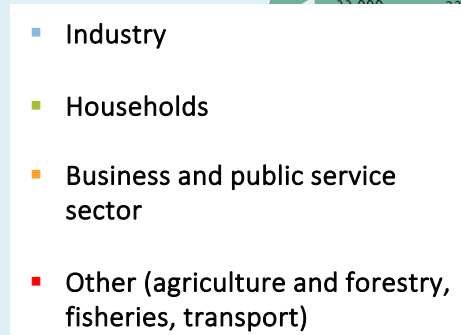 Industry
Households
Business and public service
sector
Other (agriculture and forestry,
fisheries, transport)